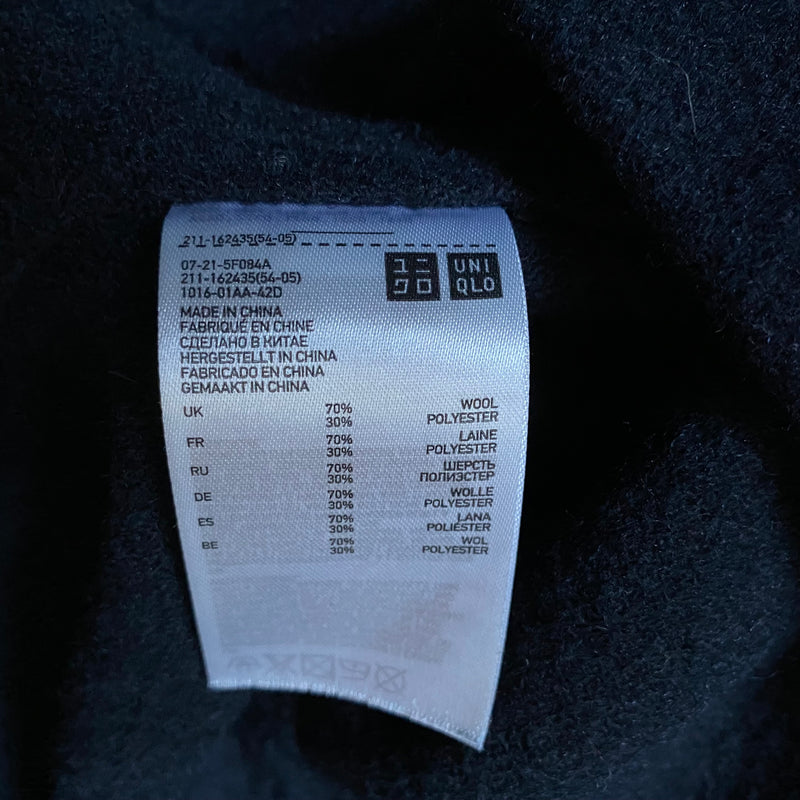 211-162435(54-05)
07-21-5F084A
211-162435(54-05)
1016-01AA-42D
ユニ
クロ
UNI
QLO
MADE IN CHINA
FABRIQUÉ EN CHINE
СДЕЛАНО В КИТАЕ
HERGESTELLT IN CHINA
FABRICADO EN CHINA
GEMAAKT IN CHINA
UK 70% WOOL
30% POLYESTER
FR 70% LAINE
30% POLYESTER
RU 70% ШЕРСТЬ
30% ПОЛИЭСТЕР
DE 70% WOLLE
30% POLYESTER
ES 70% LANA
30% POLIÉSTER
BE 70% WOL
30% POLYESTER